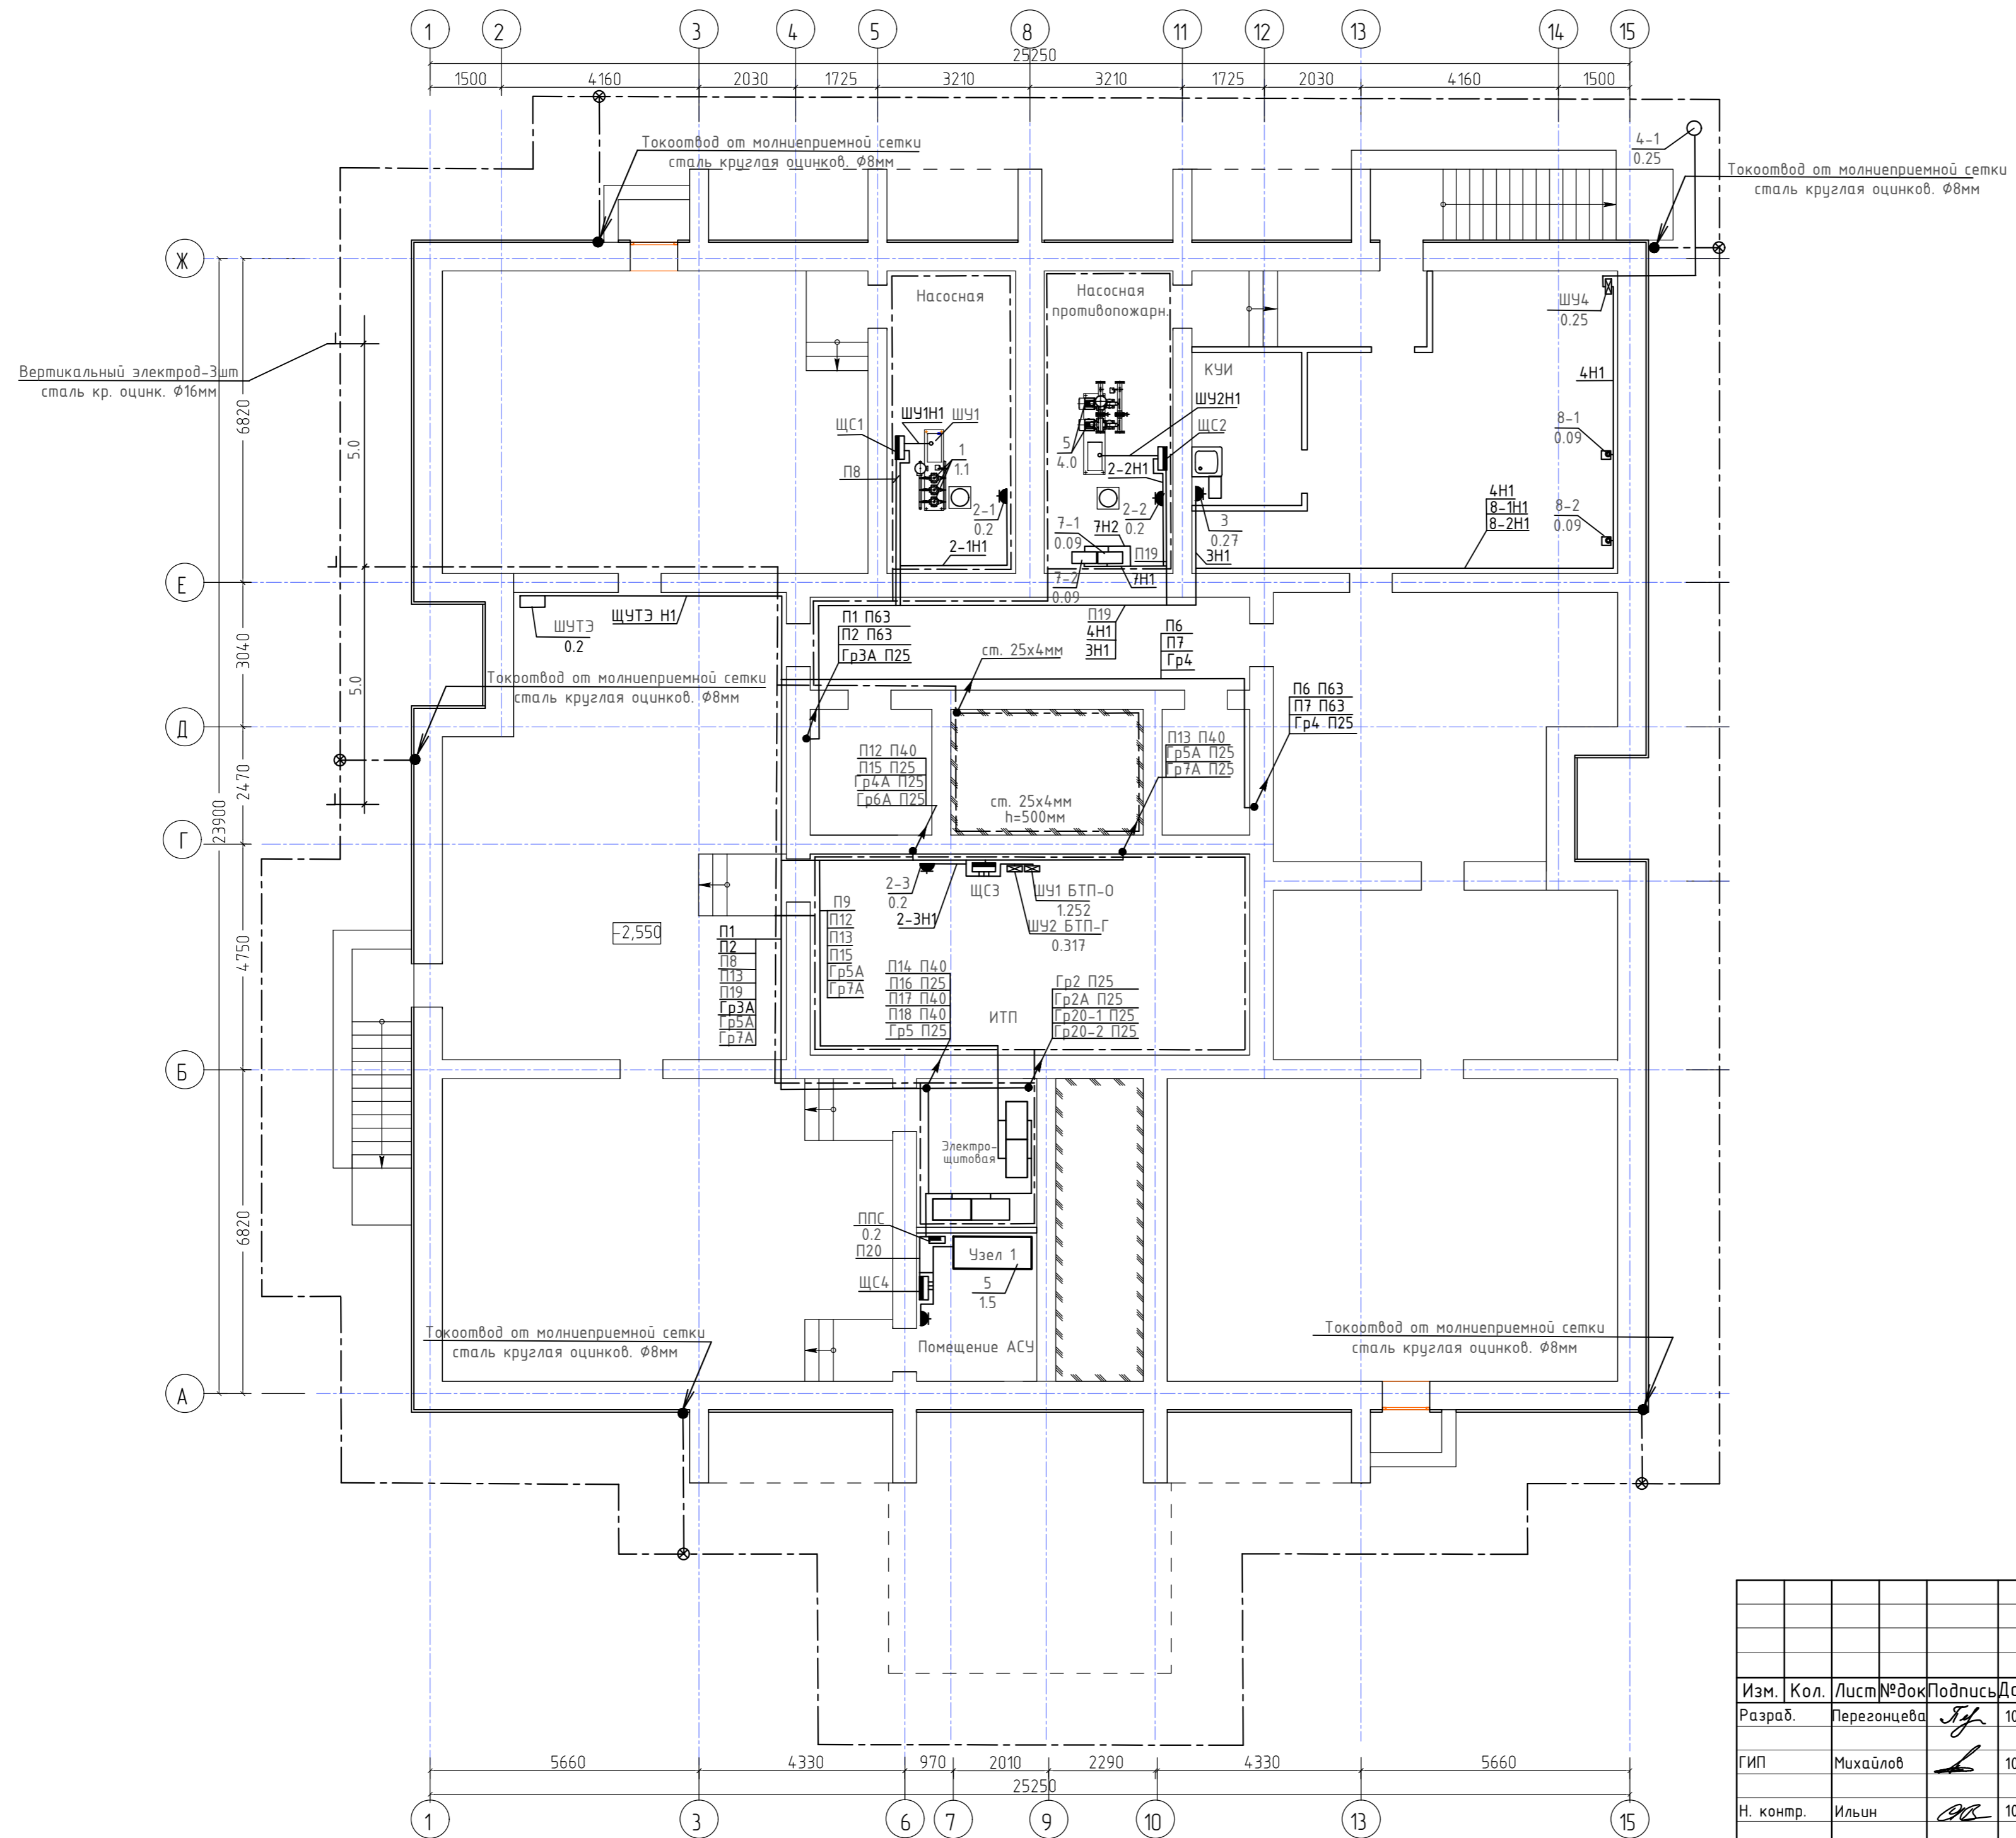 1
2
3
4
5
8
11
12
13
14
15
25250
1500
4160
2030
1725
3210
3210
1725
2030
4160
1500
Токоотвод от молниеприемной сетки
сталь круглая оцинков. Ф8мм
4-1
0.25
Токоотвод от молниеприемной сетки
сталь круглая оцинков. Ф8мм
Ж
Насосная
Насосная
противопожарн.
ШУ4
0.25
Вертикальный электрод-3шт
сталь кр. оцинк. Ф16мм
6820
5.0
КУИ
4Н1
ЩС1
ШУ1Н1
ШУ1
ШУ2Н1
ЩС2
8-1
0.09
1
1.1
5
4.0
П8
2-2Н1
2-1
0.2
7-1
0.09
7Н2
2-2
0.2
3
0.27
4Н1
8-1Н1
8-2Н1
8-2
0.09
2-1Н1
П19
3Н1
7-2
0.09
7Н1
Е
ЩУТЭ Н1
ШУТЭ
0.2
П1 П63
П2 П63
Гр3А П25
П19
4Н1
3Н1
П6
П7
Гр4
ст. 25х4мм
3040
5.0
Токоотвод от молниеприемной сетки
сталь круглая оцинков. Ф8мм
П6 П63
П7 П63
Гр4 П25
Д
П12 П40
П15 П25
Гр4А П25
Гр6А П25
П13 П40
Гр5А П25
Гр7А П25
ст. 25х4мм
h=500мм
2470
23900
Г
2-3
0.2
2-3Н1
ЩС3
ШУ1 БТП-О
1.252
ШУ2 БТП-Г
0.317
-2,550
П9
П12
П13
П15
Гр5А
Гр7А
П1
П2
П8
П13
П19
Гр3А
Гр5А
Гр7А
4750
П14 П40
П16 П25
П17 П40
П18 П40
Гр5 П25
Гр2 П25
Гр2А П25
Гр20-1 П25
Гр20-2 П25
ИТП
Б
Электро-
щитовая
6820
ППС
0.2
П20
Узел 1
ЩС4
5
1.5
Помещение АСУ
Токоотвод от молниеприемной сетки
сталь круглая оцинков. Ф8мм
Токоотвод от молниеприемной сетки
сталь круглая оцинков. Ф8мм
А
5660
4330
970
2010
2290
4330
5660
25250
1
3
6
7
9
10
13
15
Изм. Кол. Лист №док Подпись
Разраб. Перегонцева 10
ГИП Михайлов 10
Н. контр. Ильин 10